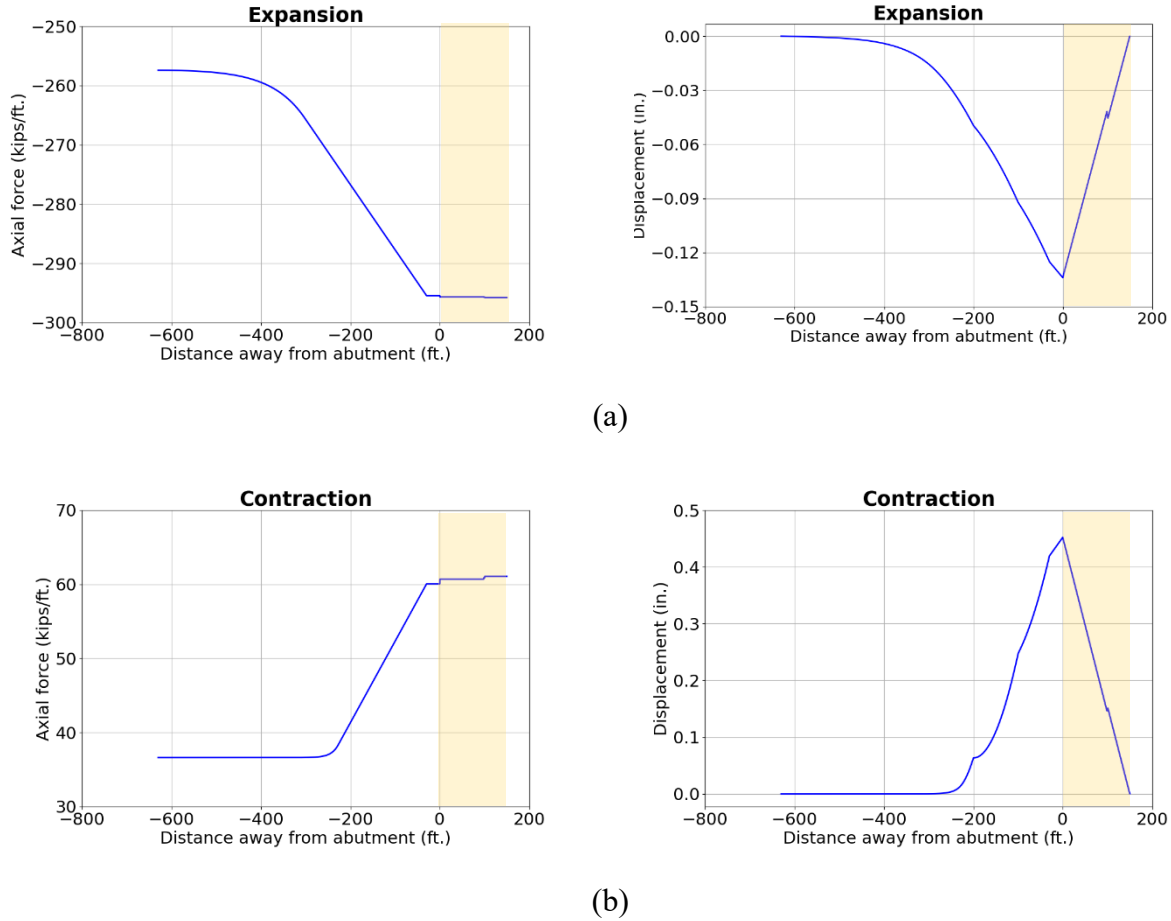 Expansion
−250
−260
−270
−280
−290
−300
Axial force (kips/ft.)
−800 −600 −400 −200 0 200
Distance away from abutment (ft.)
Expansion
0.00
−0.03
−0.06
−0.09
−0.12
−0.15
Displacement (in.)
−800 −600 −400 −200 0 200
Distance away from abutment (ft.)
(a)
Contraction
70
60
50
40
30
Axial force (kips/ft.)
−800 −600 −400 −200 0 200
Distance away from abutment (ft.)
Contraction
0.5
0.4
0.3
0.2
0.1
0.0
Displacement (in.)
−800 −600 −400 −200 0 200
Distance away from abutment (ft.)
(b)